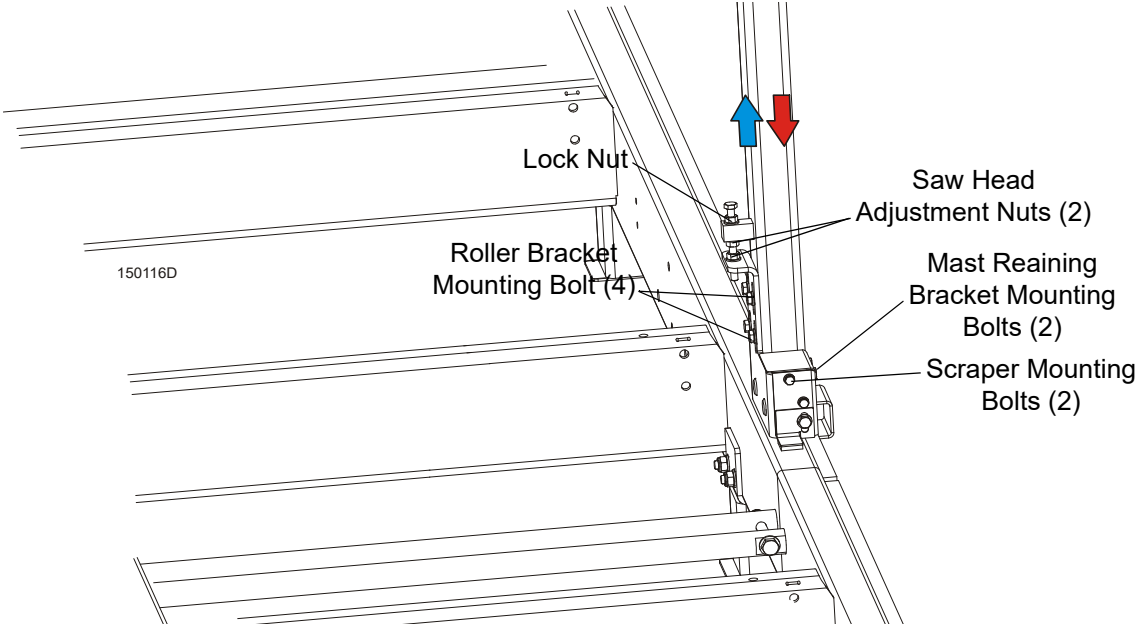 Lock Nut
Saw Head
Adjustment Nuts (2)
Roller Bracket
Mounting Bolt (4)
150116D
Mast Reaining
Bracket Mounting
Bolts (2)
Scraper Mounting
Bolts (2)